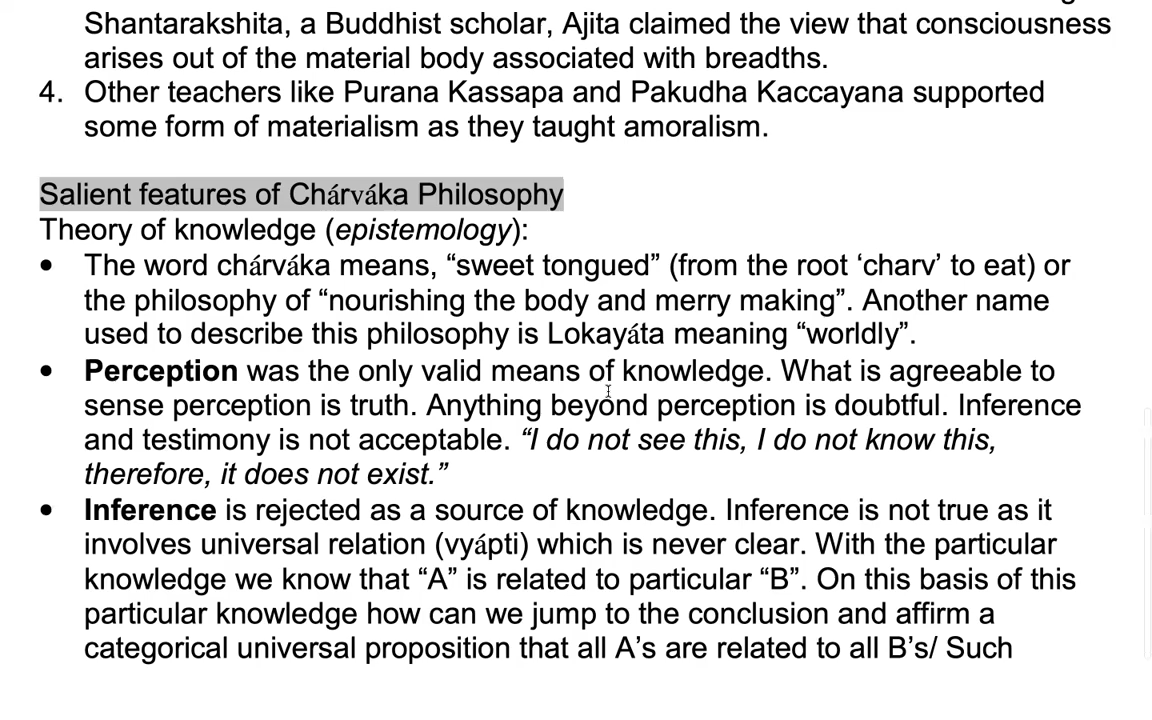 Shantarakshita, a Buddhist scholar, Ajita claimed the view that consciousness
arises out of the material body associated with breadths.
4. Other teachers like Purana Kassapa and Pakudha Kaccayana supported
some form of materialism as they taught amoralism.
Salient features of Chárváka Philosophy
Theory of knowledge (epistemology):
• The word chárváka means, “sweet tongued” (from the root ‘charv’ to eat) or
the philosophy of “nourishing the body and merry making”. Another name
used to describe this philosophy is Lokayáta meaning “worldly”.
• Perception was the only valid means of knowledge. What is agreeable to
sense perception is truth. Anything beyond perception is doubtful. Inference
and testimony is not acceptable. “I do not see this, I do not know this,
therefore, it does not exist.”
• Inference is rejected as a source of knowledge. Inference is not true as it
involves universal relation (vyápti) which is never clear. With the particular
knowledge we know that “A” is related to particular “B”. On this basis of this
particular knowledge how can we jump to the conclusion and affirm a
categorical universal proposition that all A’s are related to all B’s/ Such